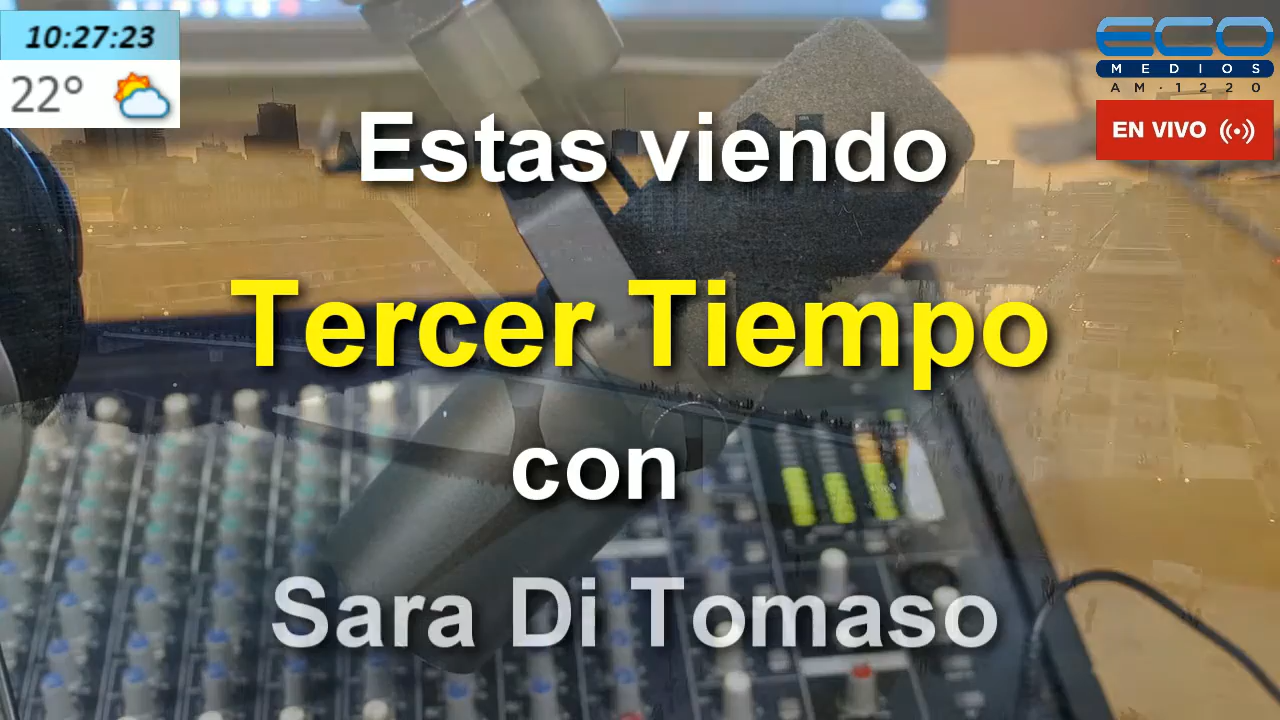 10:27:23
22°
ECO
MEDIOS
AM·1220
EN VIVO
Estas viendo
Tercer Tiempo
con
Sara Di Tomaso